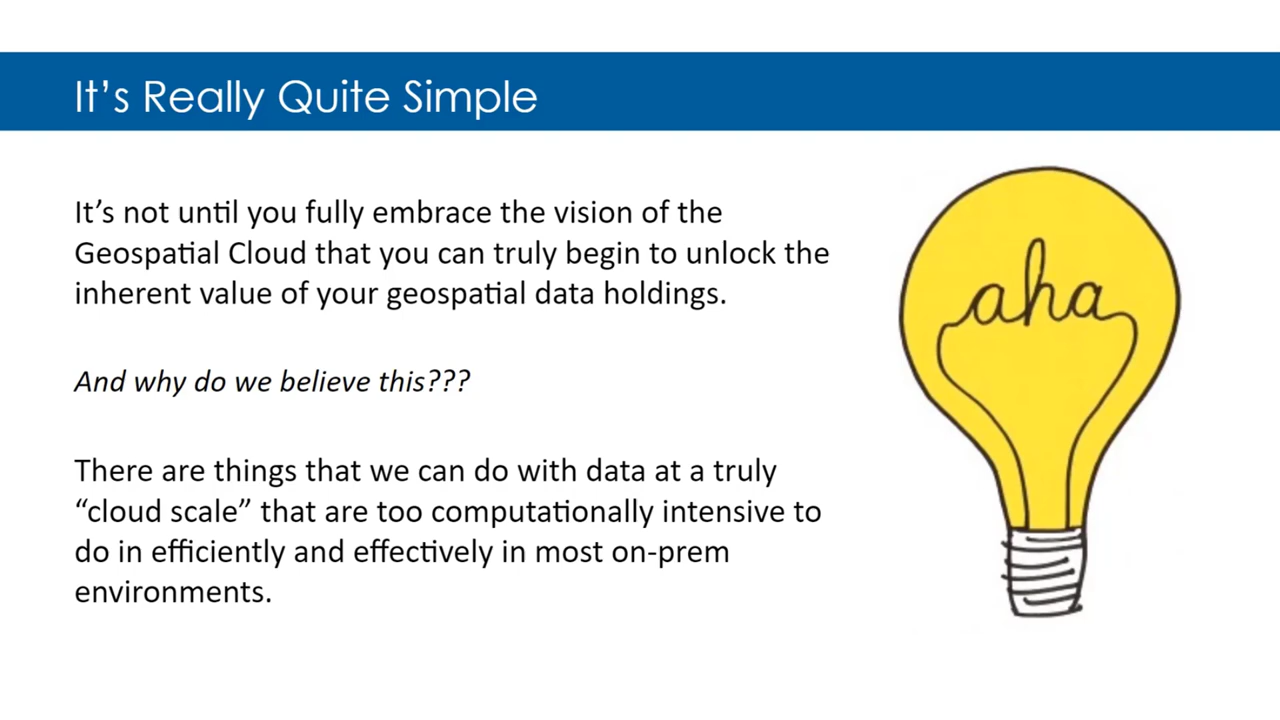 It’s Really Quite Simple
It’s not until you fully embrace the vision of the
Geospatial Cloud that you can truly begin to unlock the
inherent value of your geospatial data holdings.
And why do we believe this???
There are things that we can do with data at a truly
“cloud scale” that are too computationally intensive to
do in efficiently and effectively in most on-prem
environments.
aha